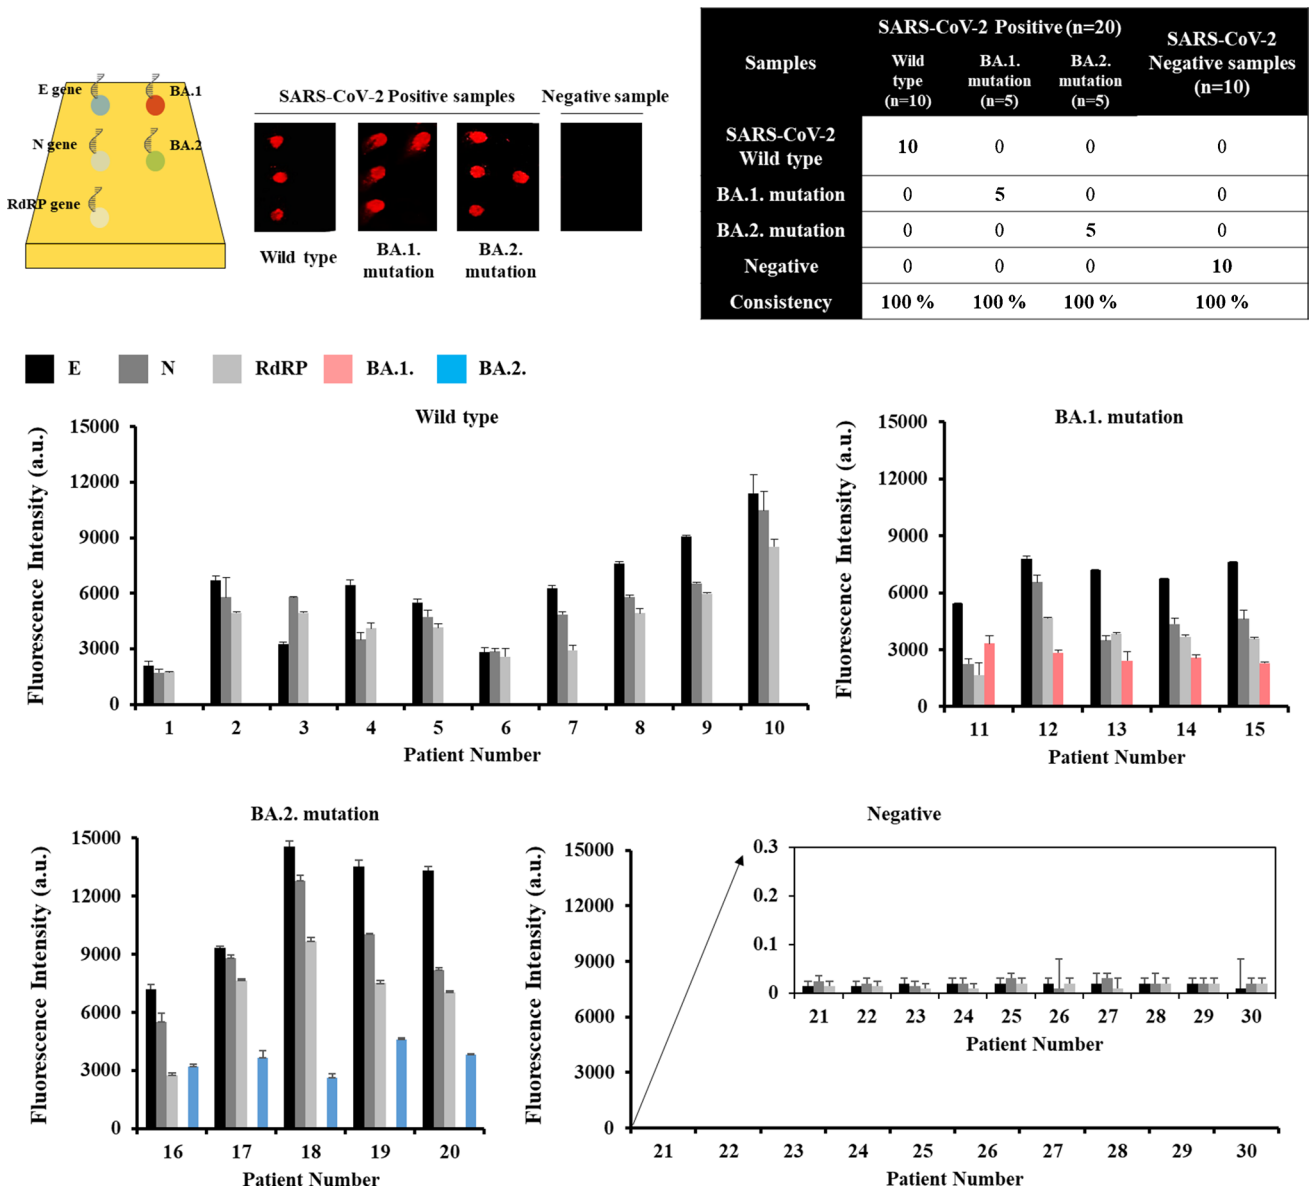 E gene
BA.1
N gene
BA.2
RdRP gene
SARS-CoV-2 Positive samples
Negative sample
Wild type
BA.1.
mutation
BA.2.
mutation
Samples
SARS-CoV-2 Positive (n=20)
SARS-CoV-2
Negative samples
(n=10)
Wild
type
(n=10)
BA.1.
mutation
(n=5)
BA.2.
mutation
(n=5)
SARS-CoV-2
Wild type
10 0 0 0
BA.1. mutation 0 5 0 0
BA.2. mutation 0 0 5 0
Negative 0 0 0 10
Consistency 100 % 100 % 100 % 100 %
E N RdRP BA.1. BA.2.
Wild type
Fluorescence Intensity (a.u.)
15000
12000
9000
6000
3000
0
1 2 3 4 5 6 7 8 9 10
Patient Number
BA.1. mutation
Fluorescence Intensity (a.u.)
15000
12000
9000
6000
3000
0
11 12 13 14 15
Patient Number
BA.2. mutation
Fluorescence Intensity (a.u.)
15000
12000
9000
6000
3000
0
16 17 18 19 20
Patient Number
Negative
Fluorescence Intensity (a.u.)
15000
12000
9000
6000
3000
0
0.3
0.2
0.1
0
21 22 23 24 25 26 27 28 29 30
Patient Number
21 22 23 24 25 26 27 28 29 30
Patient Number